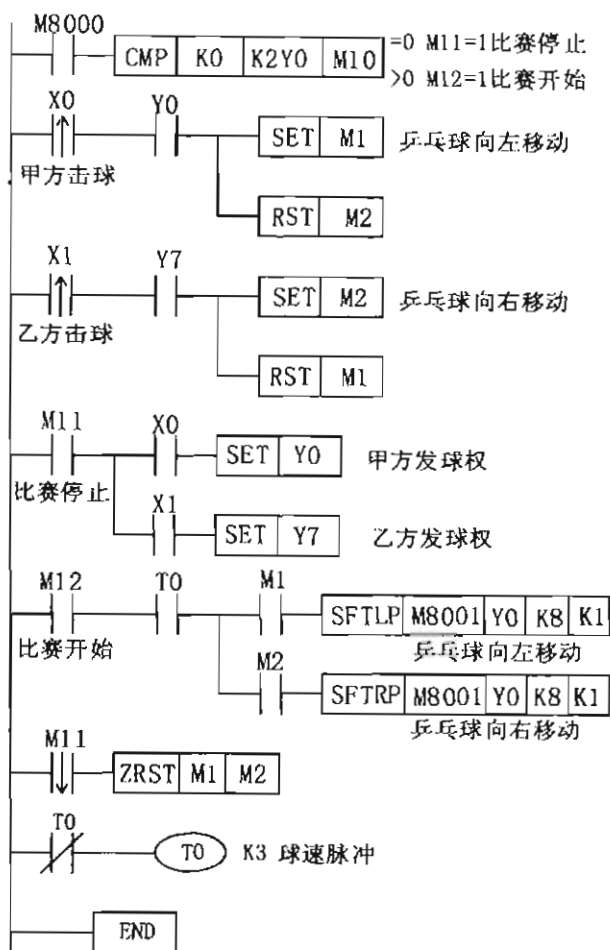 M8000
CMP K0 K2Y0 M10 =0 M11=1比赛停止
>0 M12=1比赛开始
X0 Y0
SET M1 乒乓球向左移动
甲方击球
RST M2
X1 Y7
SET M2 乒乓球向右移动
乙方击球
RST M1
M11 X0
SET Y0 甲方发球权
比赛停止
X1
SET Y7 乙方发球权
M12 T0 M1
SFTLP M8001 Y0 K8 K1
比赛开始 乒乓球向左移动
M2
SFTRP M8001 Y0 K8 K1
乒乓球向右移动
M11
ZRST M1 M2
T0
T0 K3 球速脉冲
END